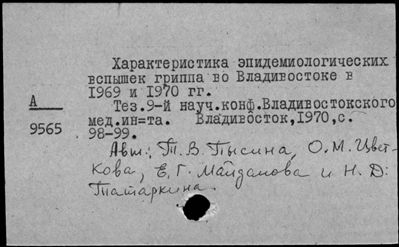 Характеристика эпидемиологических
вспышек гриппа во Владивостоке в
1969 и 1970 гг.
А
Тез.9-й науч.конф.Владивостокского
мед.ин=та. Владивосток,1970,с.
9565
98-99.
Авт.: Т.В.Пысина, О.М.Цвет-
кова, Е.Г.Майданова и Н.Д.
Татаркина.